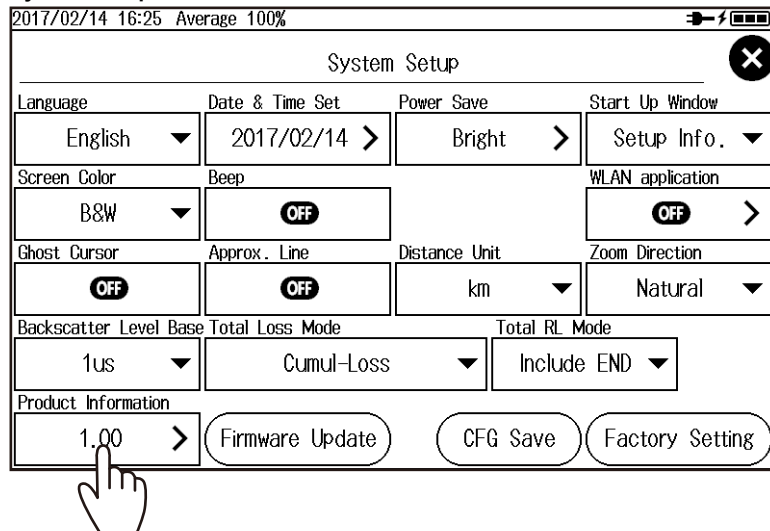 2017/02/14 16:25 Average 100%
System Setup
Language Date & Time Set Power Save Start Up Window
English 2017/02/14 Bright Setup Info.
Screen Color Beep WLAN application
B&W OFF OFF
Ghost Cursor Approx. Line Distance Unit Zoom Direction
OFF OFF km Natural
Backscatter Level Base Total Loss Mode Total RL Mode
1us Cumul-Loss Include END
Product Information
1.00 Firmware Update CFG Save Factory Setting